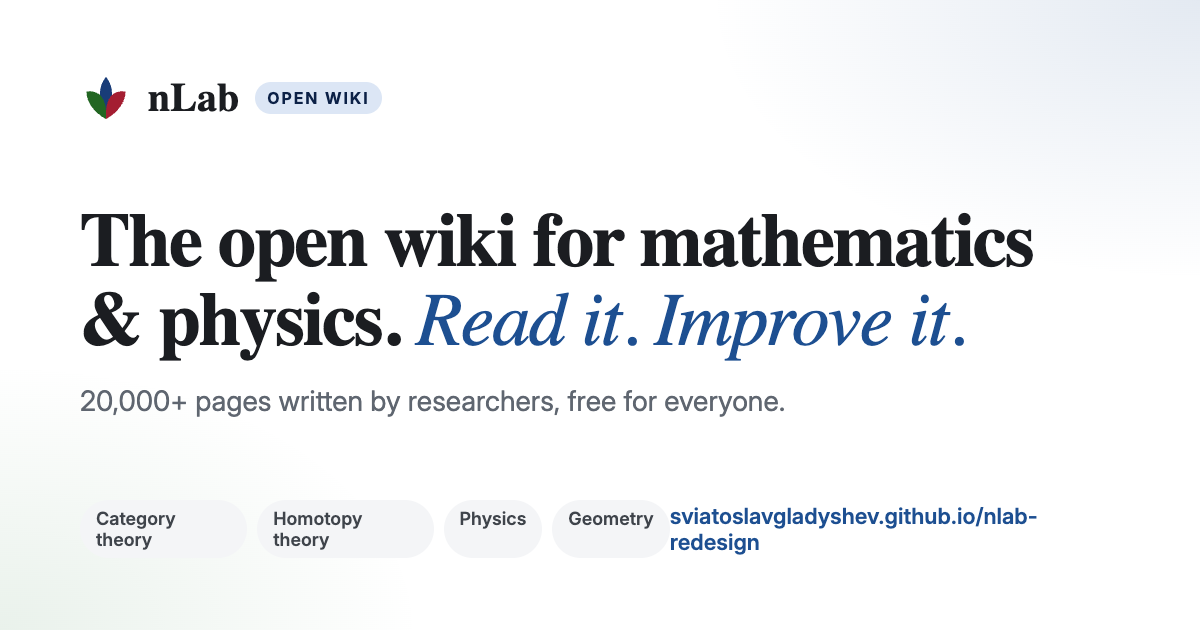 nLab OPEN WIKI
The open wiki for mathematics
& physics. Read it. Improve it.
20,000+ pages written by researchers, free for everyone.
Category
theory
Homotopy
theory
Physics
Geometry
sviatoslavgladyshev.github.io/nlab-
redesign